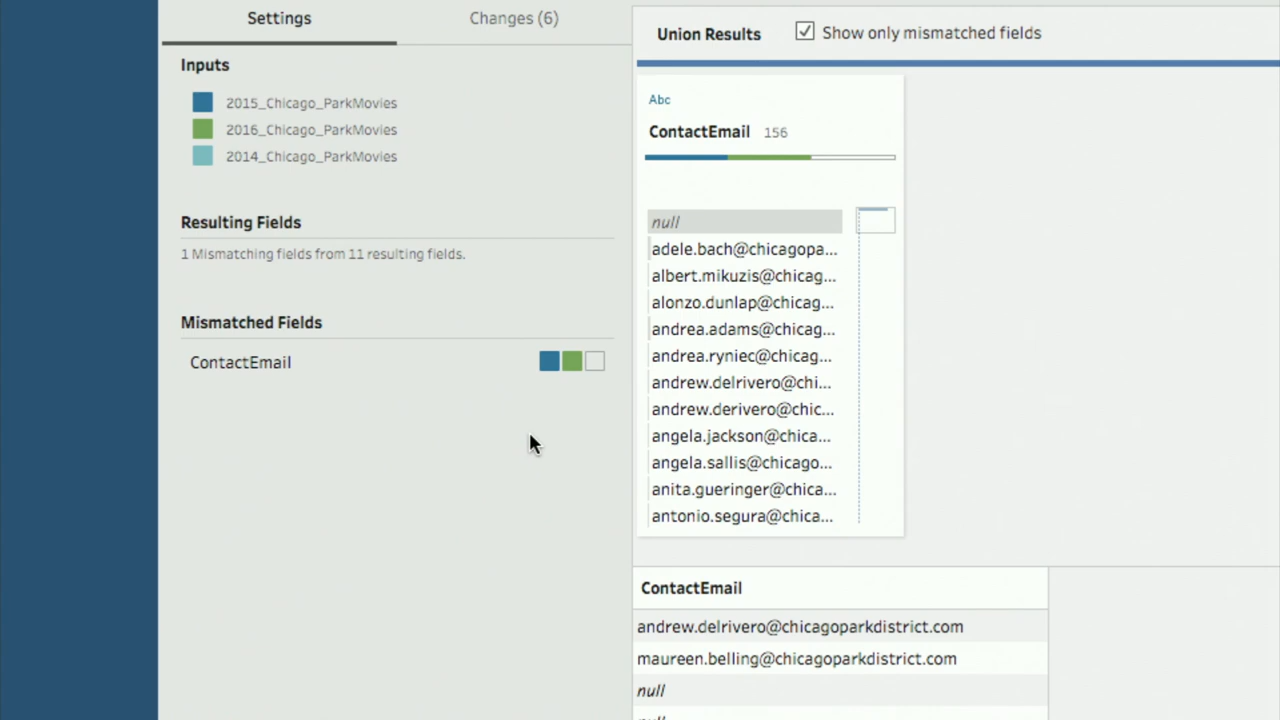 Settings
Changes (6)
Inputs
2015_Chicago_ParkMovies
2016_Chicago_ParkMovies
2014_Chicago_ParkMovies
Resulting Fields
1 Mismatching fields from 11 resulting fields.
Mismatched Fields
ContactEmail
Union Results
Show only mismatched fields
Abc
ContactEmail 156
null
adele.bach@chicagopa...
albert.mikuzis@chicag...
alonzo.dunlap@chicag...
andrea.adams@chicag...
andrea.ryniec@chicag...
andrew.delrivero@chi...
andrew.derivero@chic...
angela.jackson@chica...
angela.sallis@chicago...
anita.gueringer@chica...
antonio.segura@chica...
ContactEmail
andrew.delrivero@chicagoparkdistrict.com
maureen.belling@chicagoparkdistrict.com
null